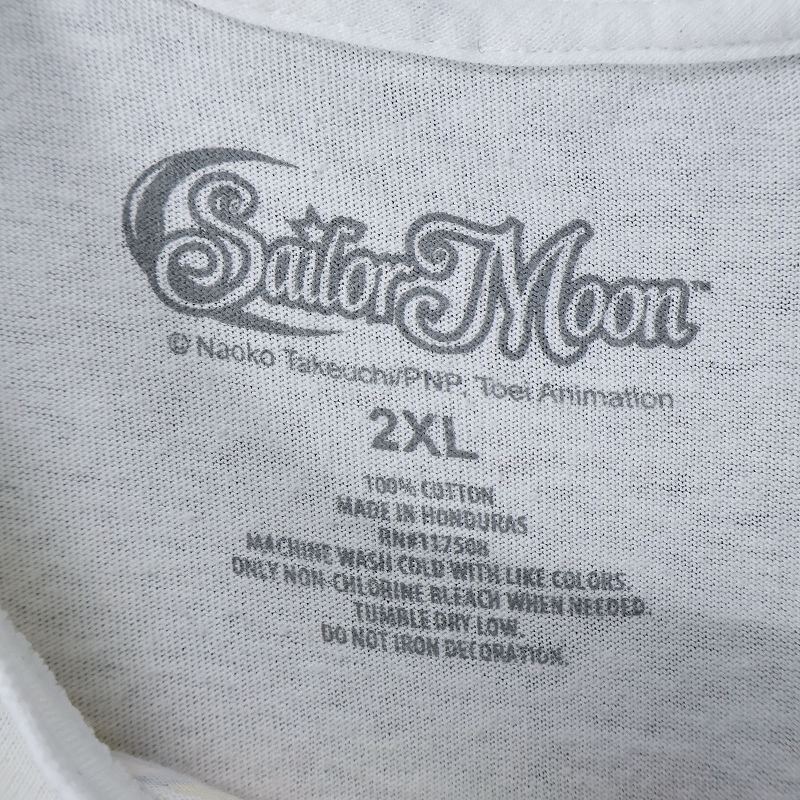 Sailor Moon™
© Naoko Takeuchi/PNP, Toei Animation
2XL
100% COTTON
MADE IN HONDURAS
RN#117508
MACHINE WASH COLD WITH LIKE COLORS.
ONLY NON-CHLORINE BLEACH WHEN NEEDED.
TUMBLE DRY LOW.
DO NOT IRON DECORATION.